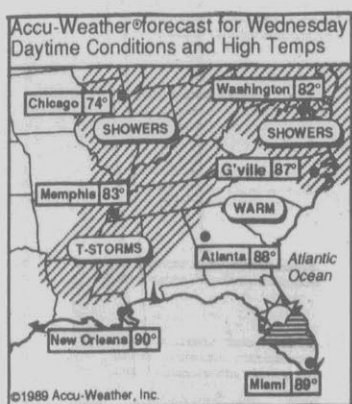 Accu-Weather®forecast for Wednesday
Daytime Conditions and High Temps
Washington 82°
Chicago 74°
SHOWERS
SHOWERS
G'ville 87°
Memphis 83°
WARM
T-STORMS
Atlanta 88°
Atlantic
Ocean
New Orleans 90°
Miami 89°
©1989 Accu-Weather, Inc.